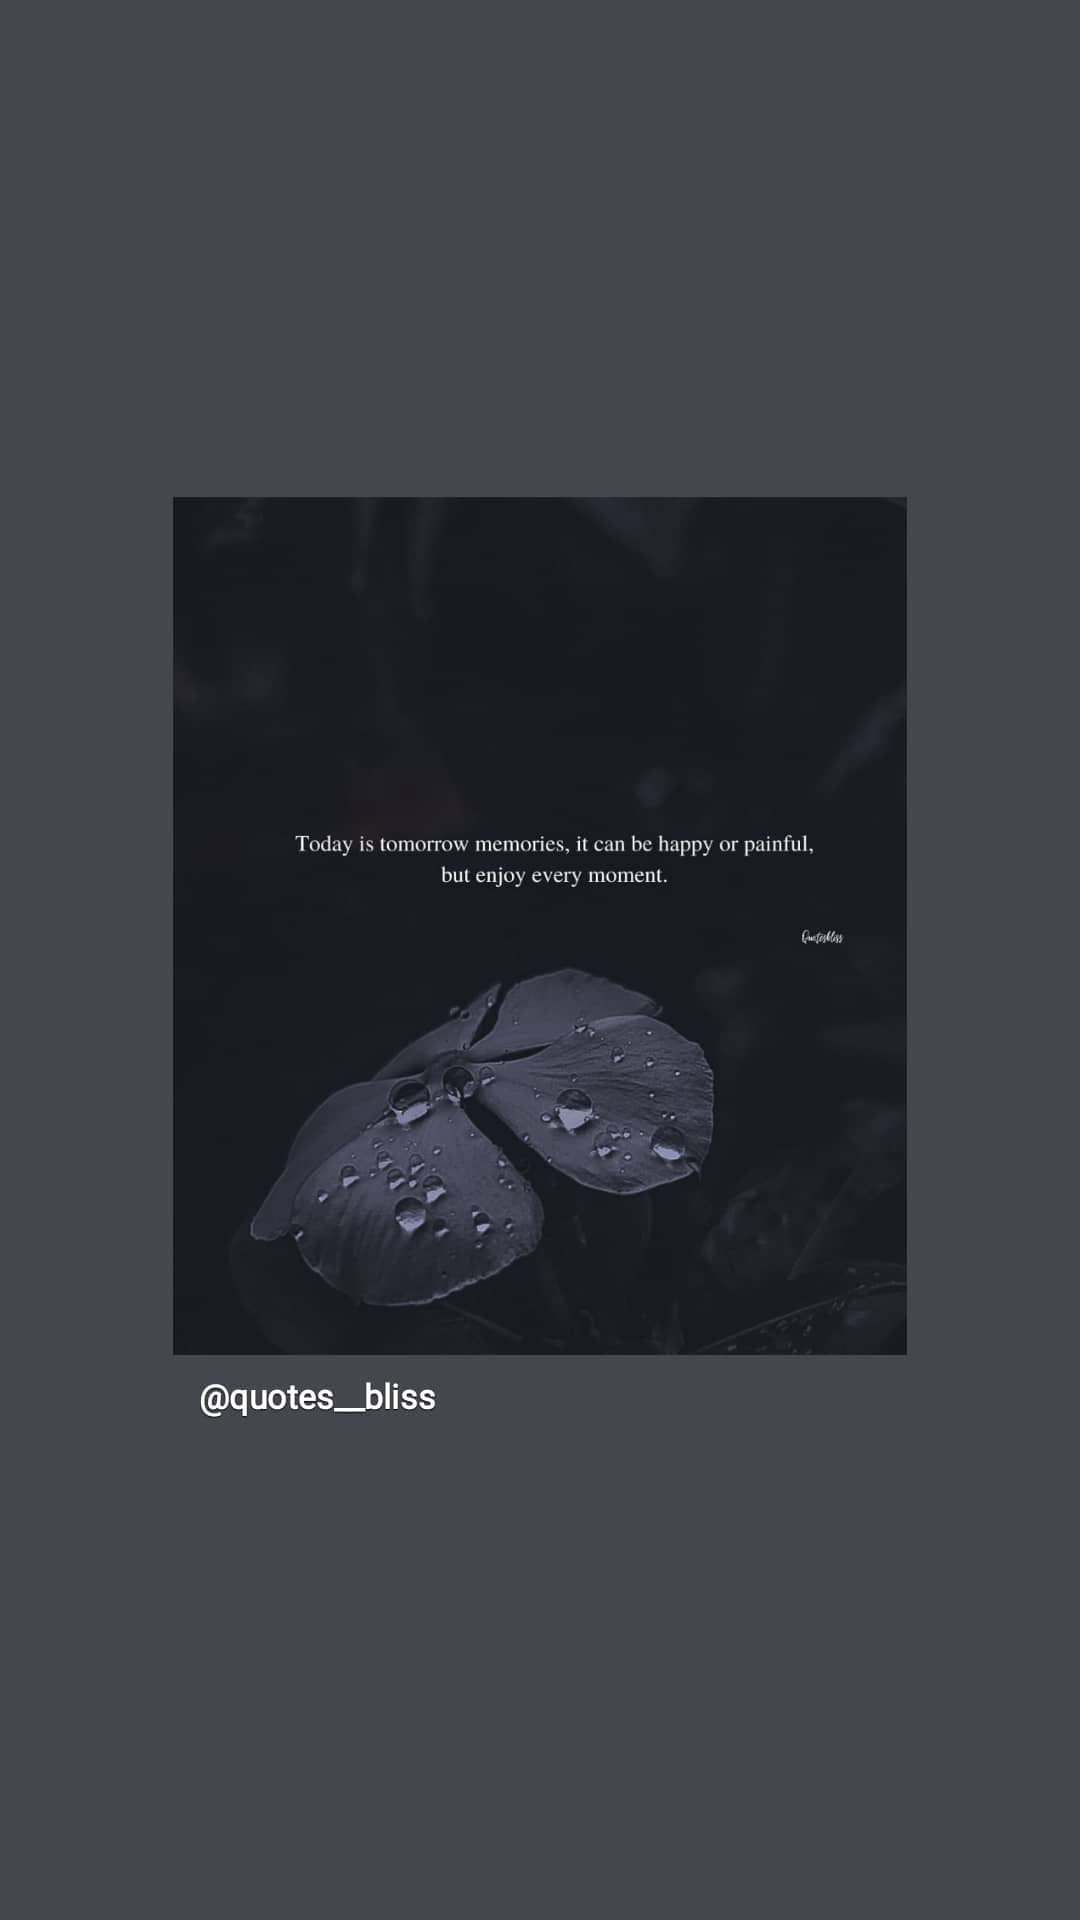 Today is tomorrow memories, it can be happy or painful,
but enjoy every moment.
Quotesbliss
@quotes__bliss